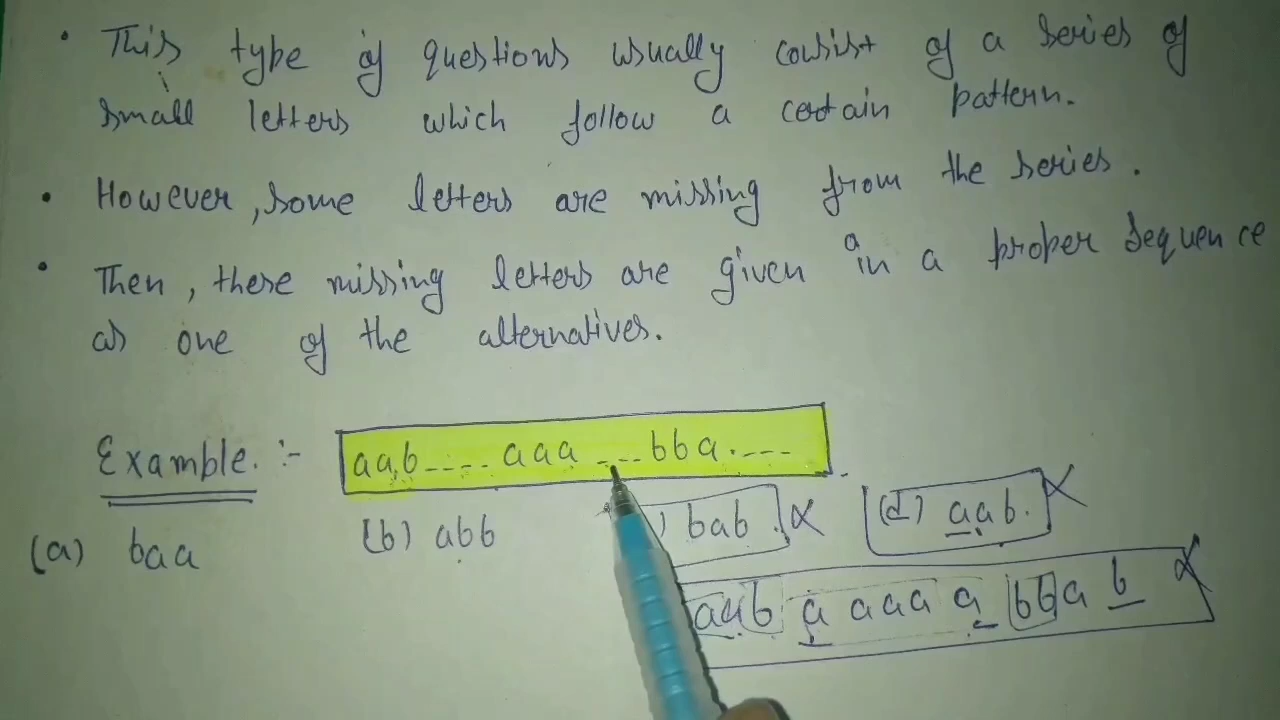 • This type of questions usually consist of a series of
small letters which follow a certain pattern.
• However, some letters are missing from the series.
• Then, these missing letters are given in a proper sequence
as one of the alternatives.
Example :- aab.... aaa ....bba.....
(a) baa (b) abb ) bab. (d) aab.
aab a aaa a bba b